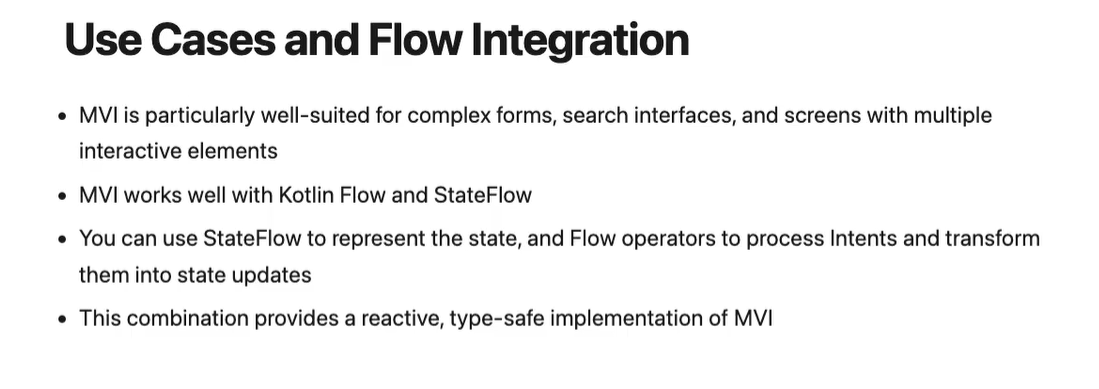 Use Cases and Flow Integration
• MVI is particularly well-suited for complex forms, search interfaces, and screens with multiple
interactive elements
• MVI works well with Kotlin Flow and StateFlow
• You can use StateFlow to represent the state, and Flow operators to process Intents and transform
them into state updates
• This combination provides a reactive, type-safe implementation of MVI